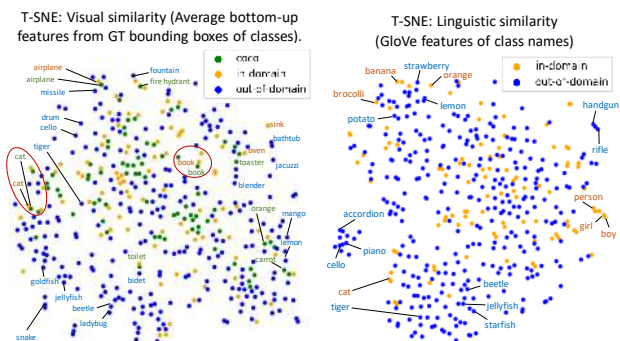 T-SNE: Visual similarity (Average bottom-up
features from GT bounding boxes of classes).
coco
in-domain
out-of-domain
airplane
airplane
missile
fountain
fire hydrant
drum
cello
tiger
cat
cat
book
book
sink
bathtub
oven
toaster
jacuzzi
blender
orange
mango
lemon
carrot
toilet
bidet
goldfish
jellyfish
beetle
ladybug
snake
T-SNE: Linguistic similarity
(GloVe features of class names)
in-domain
out-of-domain
strawberry
banana
orange
brocolli
lemon
potato
handgun
rifle
person
girl
boy
accordion
piano
cello
cat
tiger
beetle
jellyfish
starfish